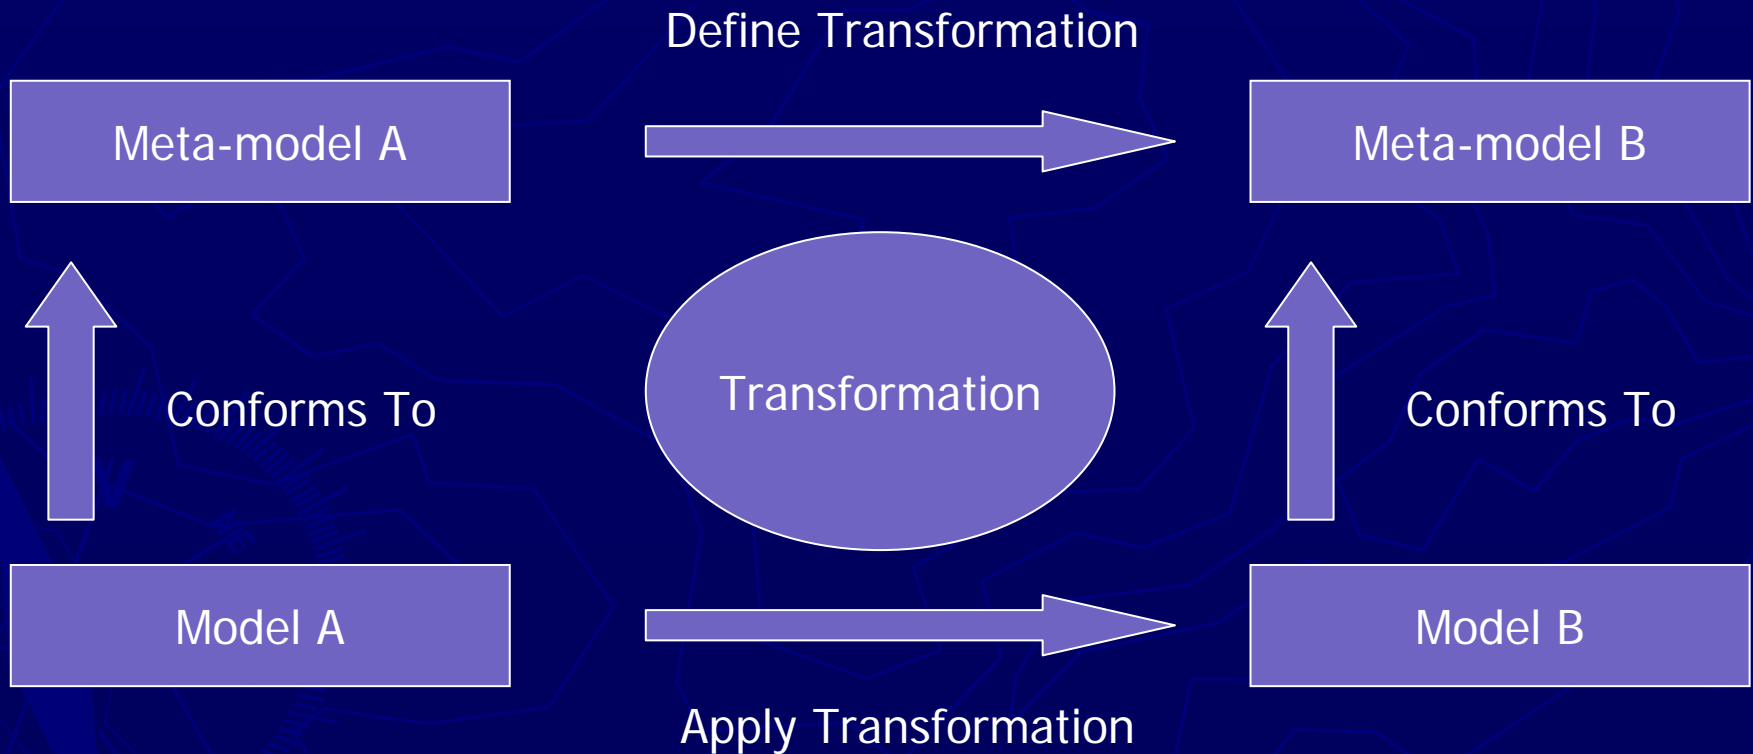 Define Transformation
Meta-model A
Meta-model B
Conforms To
Transformation
Conforms To
Model A
Model B
Apply Transformation